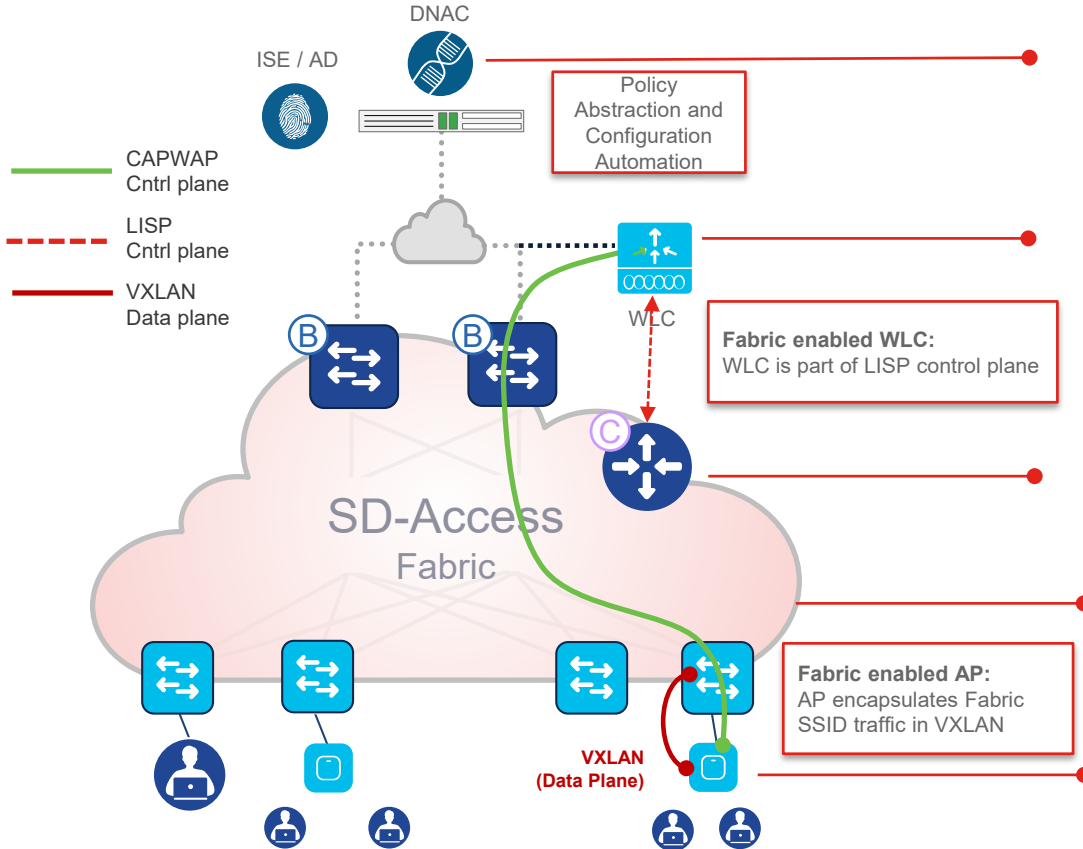 DNAC
ISE / AD
Policy
Abstraction and
Configuration
Automation
CAPWAP
Cntrl plane
LISP
Cntrl plane
VXLAN
Data plane
WLC
B
B
Fabric enabled WLC:
WLC is part of LISP control plane
C
SD-Access
Fabric
Fabric enabled AP:
AP encapsulates Fabric
SSID traffic in VXLAN
VXLAN
(Data Plane)